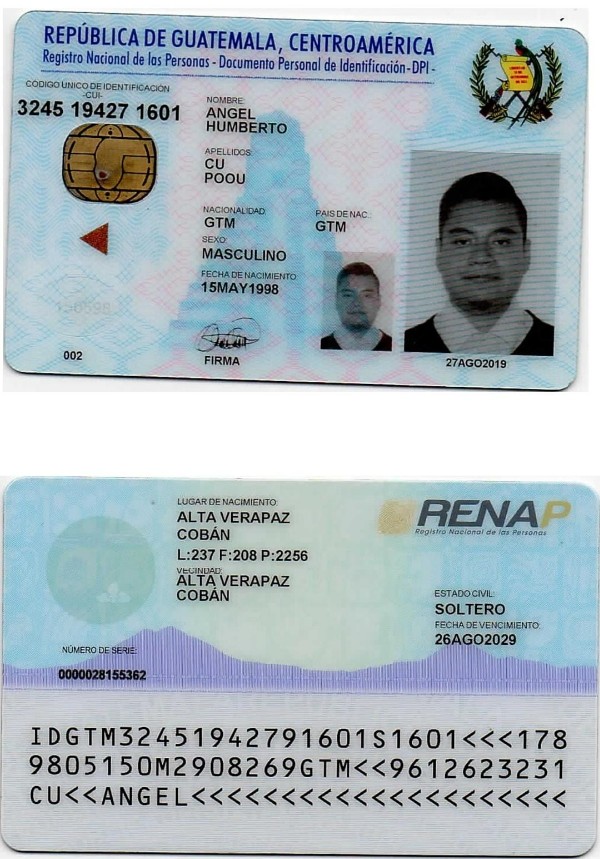 REPÚBLICA DE GUATEMALA, CENTROAMÉRICA
Registro Nacional de las Personas - Documento Personal de Identificación -DPI -
CÓDIGO ÚNICO DE IDENTIFICACIÓN
-CUI-
3245 19427 1601
NOMBRE:
ANGEL
HUMBERTO
APELLIDOS:
CU
POOU
NACIONALIDAD:
GTM
PAIS DE NAC:
GTM
SEXO:
MASCULINO
FECHA DE NACIMIENTO:
15MAY1998
002
FIRMA
27AGO2019
LUGAR DE NACIMIENTO:
ALTA VERAPAZ
COBÁN
L:237 F:208 P:2256
VECINDAD:
ALTA VERAPAZ
COBÁN
RENAP
Registro Nacional de las Personas
ESTADO CIVIL:
SOLTERO
FECHA DE VENCIMIENTO:
26AGO2029
NÚMERO DE SERIE:
0000028155362
IDGTM32451942791601S1601<<<178
9805150M2908269GTM<<9612623231
CU<<ANGEL<<<<<<<<<<<<<<<<<<<<<